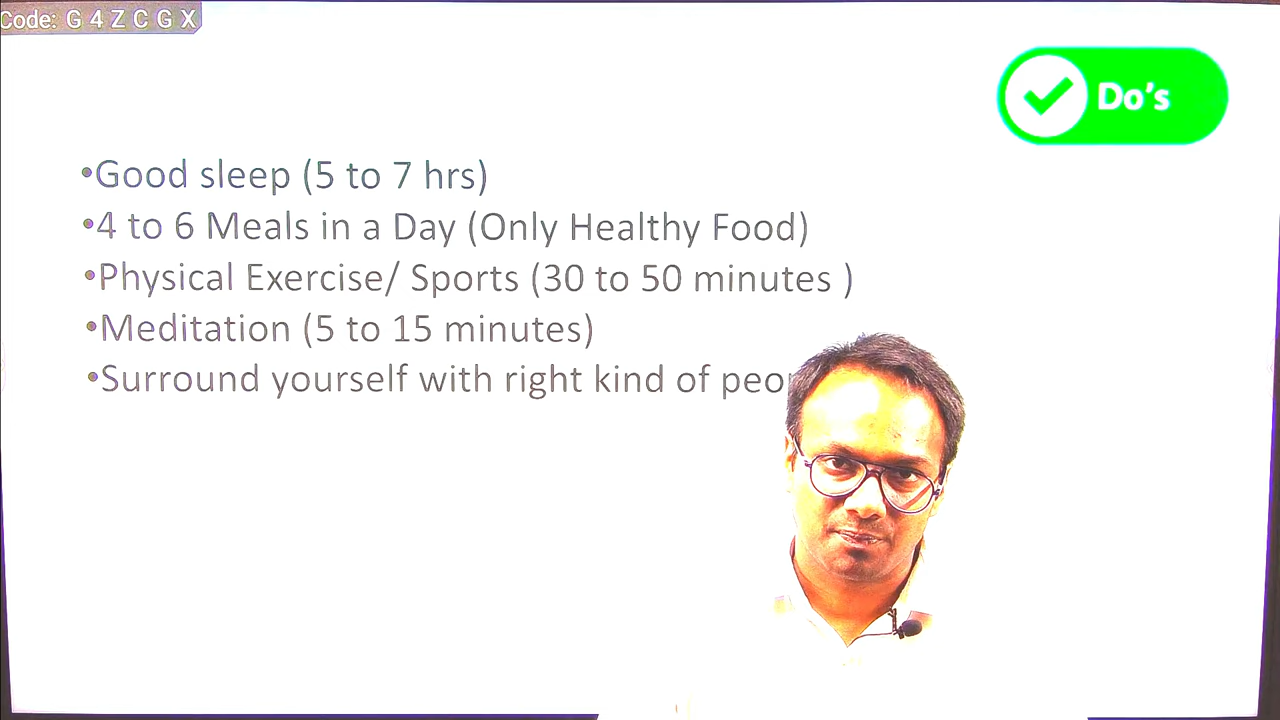 Code: G 4 Z C G X
Do's
•Good sleep (5 to 7 hrs)
•4 to 6 Meals in a Day (Only Healthy Food)
•Physical Exercise/ Sports (30 to 50 minutes )
•Meditation (5 to 15 minutes)
•Surround yourself with right kind of